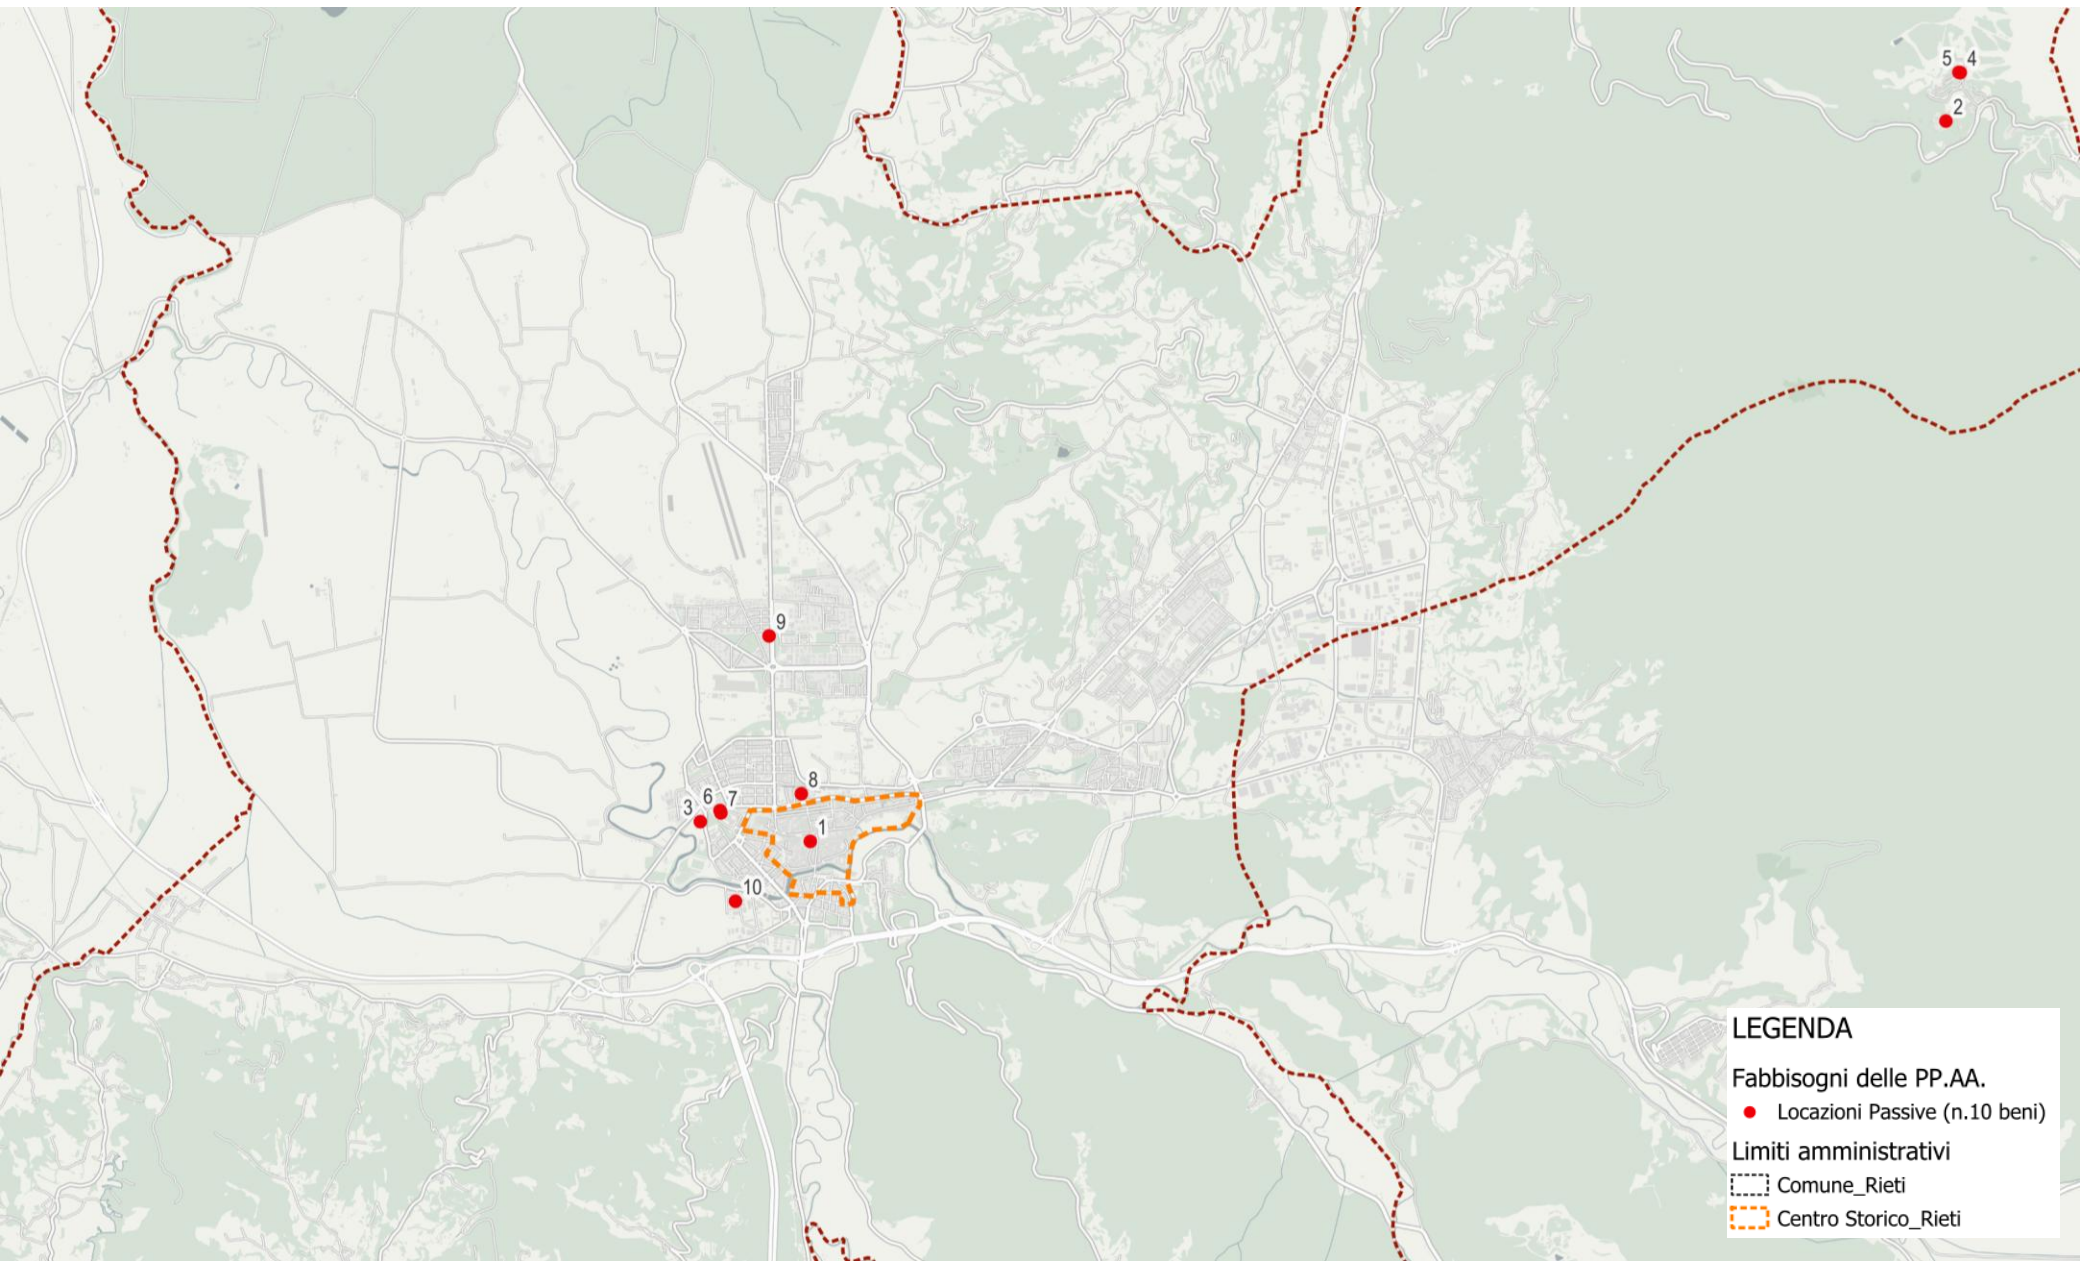 5 4
2
9
8
6 7
3
1
10
LEGENDA
Fabbisogni delle PP.AA.
Locazioni Passive (n.10 beni)
Limiti amministrativi
Comune_Rieti
Centro Storico_Rieti